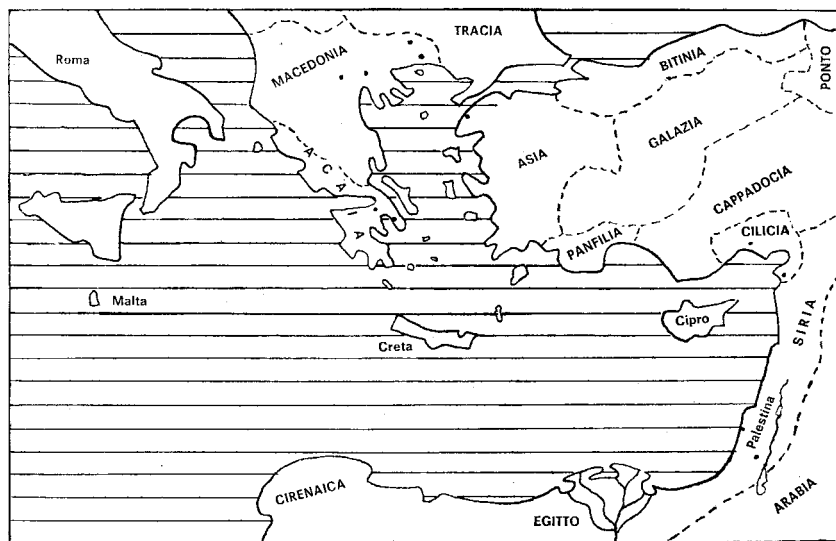 TRACIA
Roma
MACEDONIA
BITINIA
PONTO
GALAZIA
ASIA
ACAIA
CAPPADOCIA
CILICIA
PANFILIA
Malta
Cipro
SIRIA
Creta
Palestina
CIRENAICA
EGITTO
ARABIA